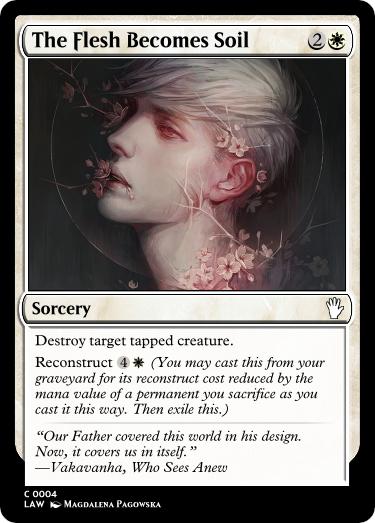 The Flesh Becomes Soil 2
Sorcery
Destroy target tapped creature.
Reconstruct 4 (You may cast this from your
graveyard for its reconstruct cost reduced by the
mana value of a permanent you sacrifice as you
cast it this way. Then exile this.)
“Our Father covered this world in his design.
Now, it covers us in itself.”
—Vakavanha, Who Sees Anew
C 0004
LAW Magdalena Pagowska